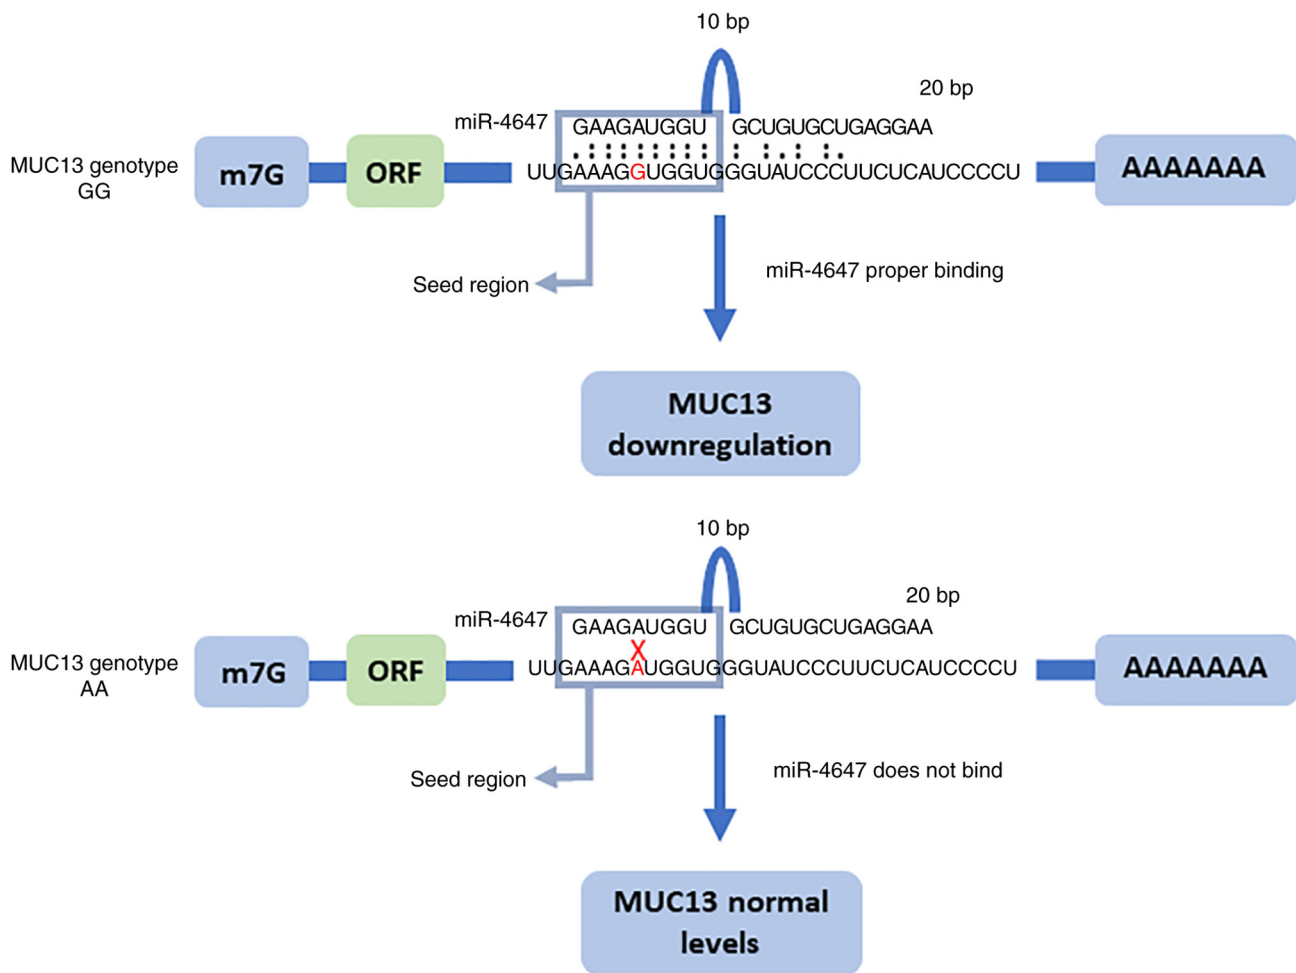 10 bp
20 bp
miR-4647 GAAGAUGGU GCUGUGCUGAGGAA
MUC13 genotype
GG
m7G
ORF
UUGAAAGGUGGUGGGUAUCCCUUCUCAUCCCCU
AAAAAAA
Seed region
miR-4647 proper binding
MUC13
downregulation
10 bp
20 bp
miR-4647 GAAGAUGGU GCUGUGCUGAGGAA
X
MUC13 genotype
AA
m7G
ORF
UUGAAAGAUGGUGGGUAUCCCUUCUCAUCCCCU
AAAAAAA
Seed region
miR-4647 does not bind
MUC13 normal
levels